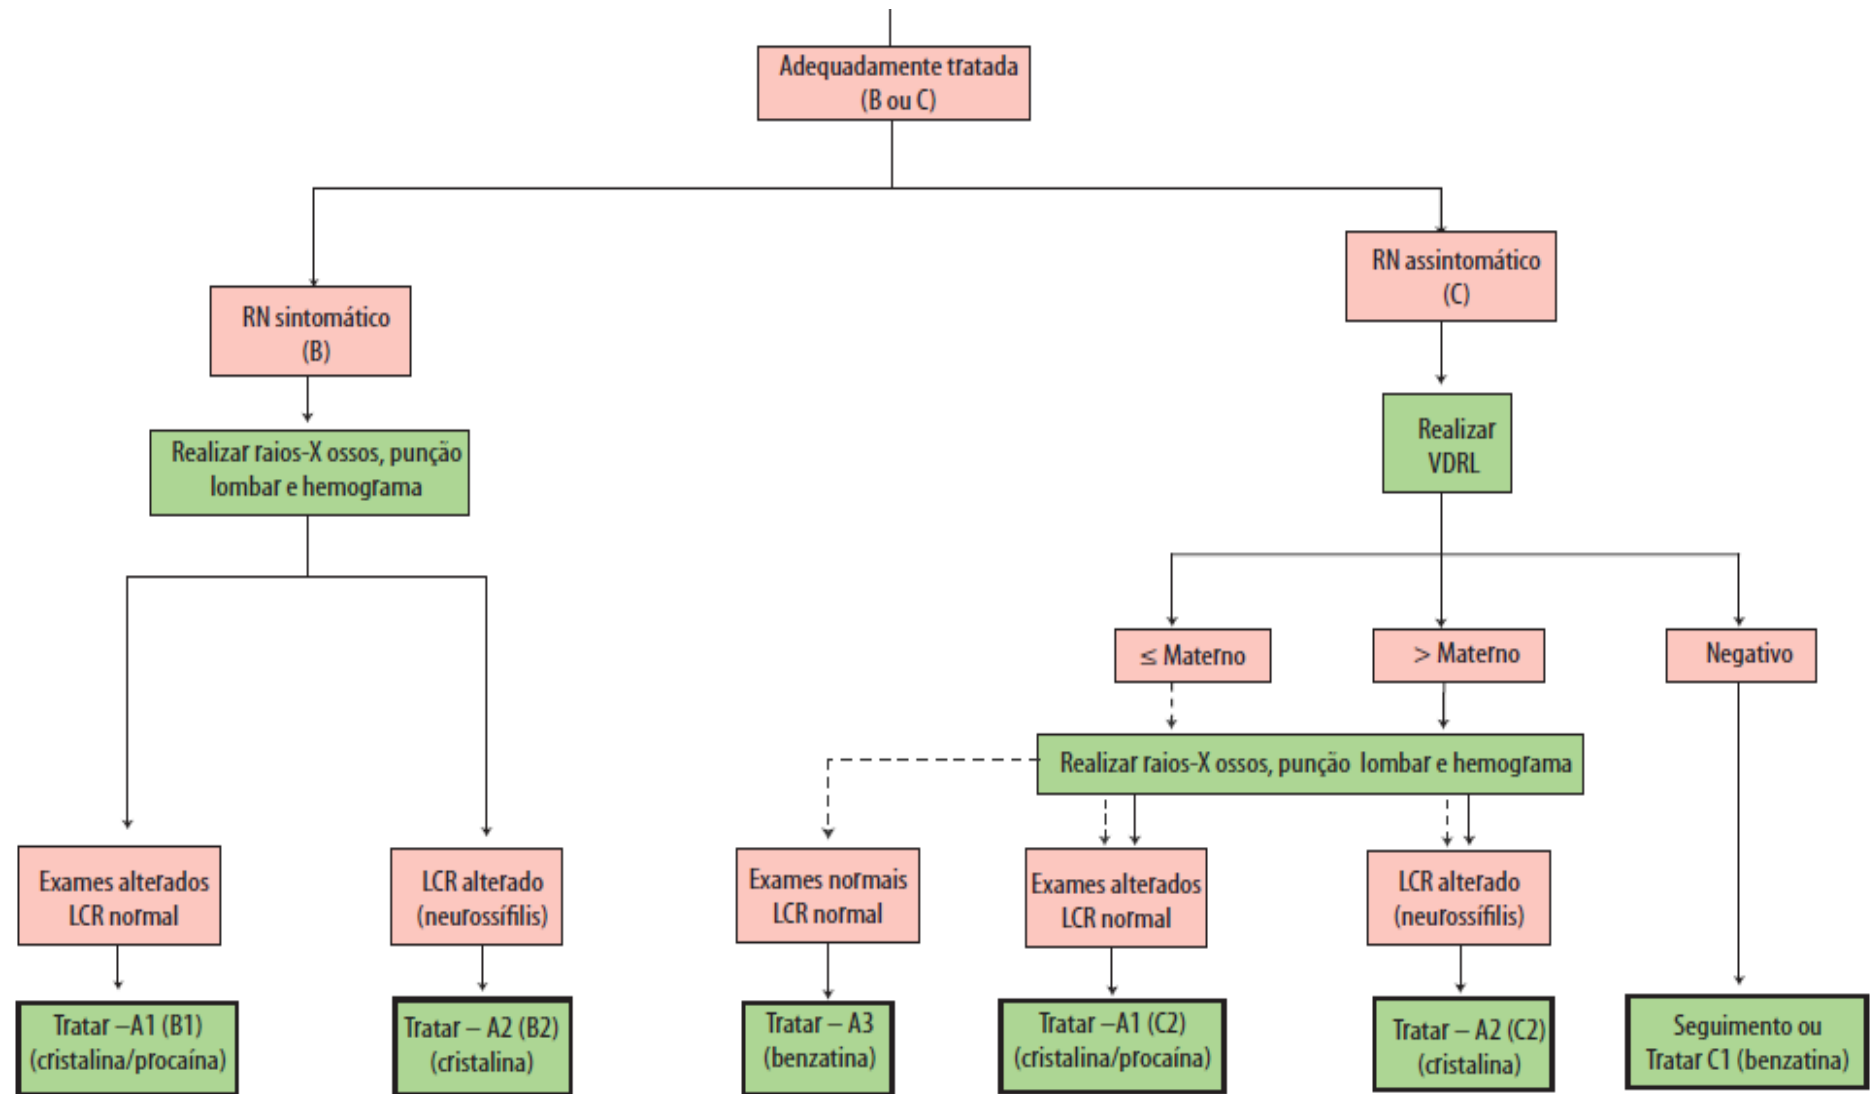 Adequadamente tratada
(B ou C)
RN sintomático
(B)
RN assintomático
(C)
Realizar raios-X ossos, punção
lombar e hemograma
Realizar
VDRL
≤ Materno
> Materno
Negativo
Realizar raios-X ossos, punção lombar e hemograma
Exames alterados
LCR normal
LCR alterado
(neurossífilis)
Exames normais
LCR normal
Exames alterados
LCR normal
LCR alterado
(neurossífilis)
Tratar –A1 (B1)
(cristalina/procaína)
Tratar – A2 (B2)
(cristalina)
Tratar – A3
(benzatina)
Tratar –A1 (C2)
(cristalina/procaína)
Tratar – A2 (C2)
(cristalina)
Seguimento ou
Tratar C1 (benzatina)